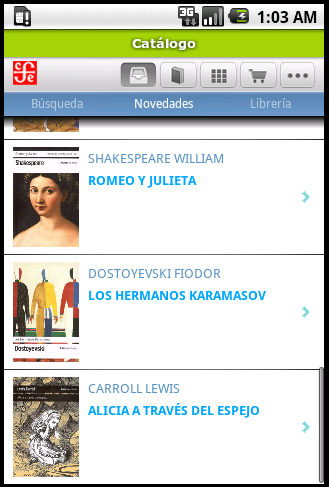 3G
1:03 AM
Catálogo
Búsqueda
Novedades
Librería
Shakespeare
SHAKESPEARE WILLIAM
ROMEO Y JULIETA
DOSTOYEVSKI FIODOR
LOS HERMANOS KARAMASOV
Dostoyevski
CARROLL LEWIS
ALICIA A TRAVÉS DEL ESPEJO